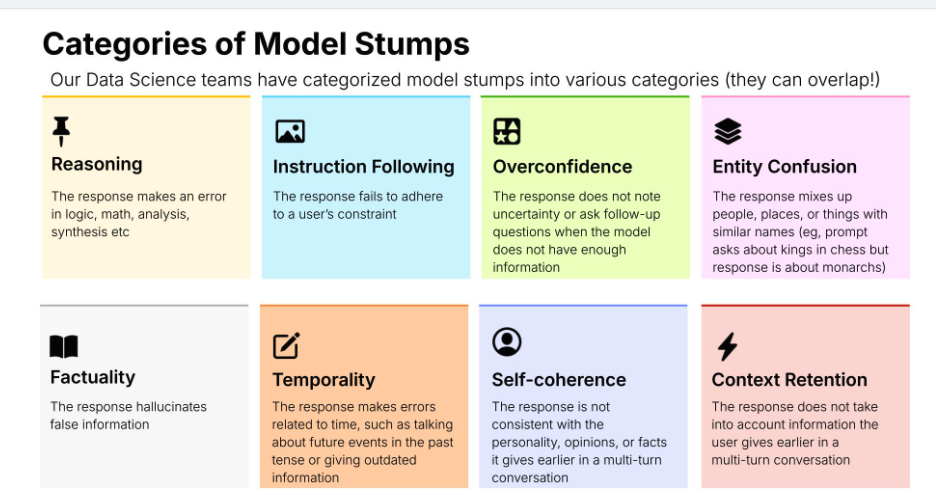 Categories of Model Stumps
Our Data Science teams have categorized model stumps into various categories (they can overlap!)
Reasoning
The response makes an error
in logic, math, analysis,
synthesis etc
Instruction Following
The response fails to adhere
to a user’s constraint
Overconfidence
The response does not note
uncertainty or ask follow-up
questions when the model
does not have enough
information
Entity Confusion
The response mixes up
people, places, or things with
similar names (eg, prompt
asks about kings in chess but
response is about monarchs)
Factuality
The response hallucinates
false information
Temporality
The response makes errors
related to time, such as talking
about future events in the past
tense or giving outdated
information
Self-coherence
The response is not
consistent with the
personality, opinions, or facts
it gives earlier in a multi-turn
conversation
Context Retention
The response does not take
into account information the
user gives earlier in a
multi-turn conversation